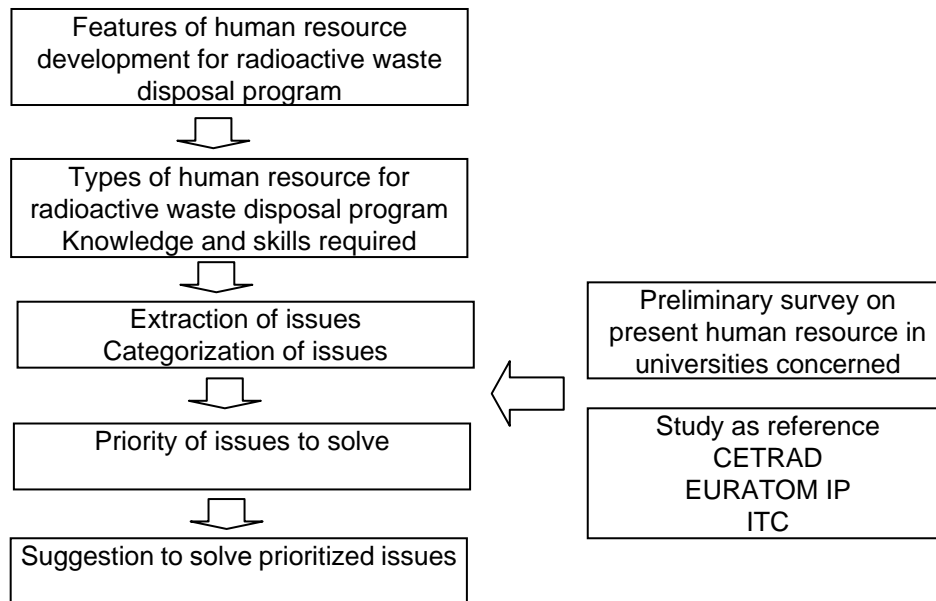 Features of human resource
development for radioactive waste
disposal program
Types of human resource for
radioactive waste disposal program
Knowledge and skills required
Extraction of issues
Categorization of issues
Priority of issues to solve
Suggestion to solve prioritized issues
Preliminary survey on
present human resource in
universities concerned
Study as reference
CETRAD
EURATOM IP
ITC